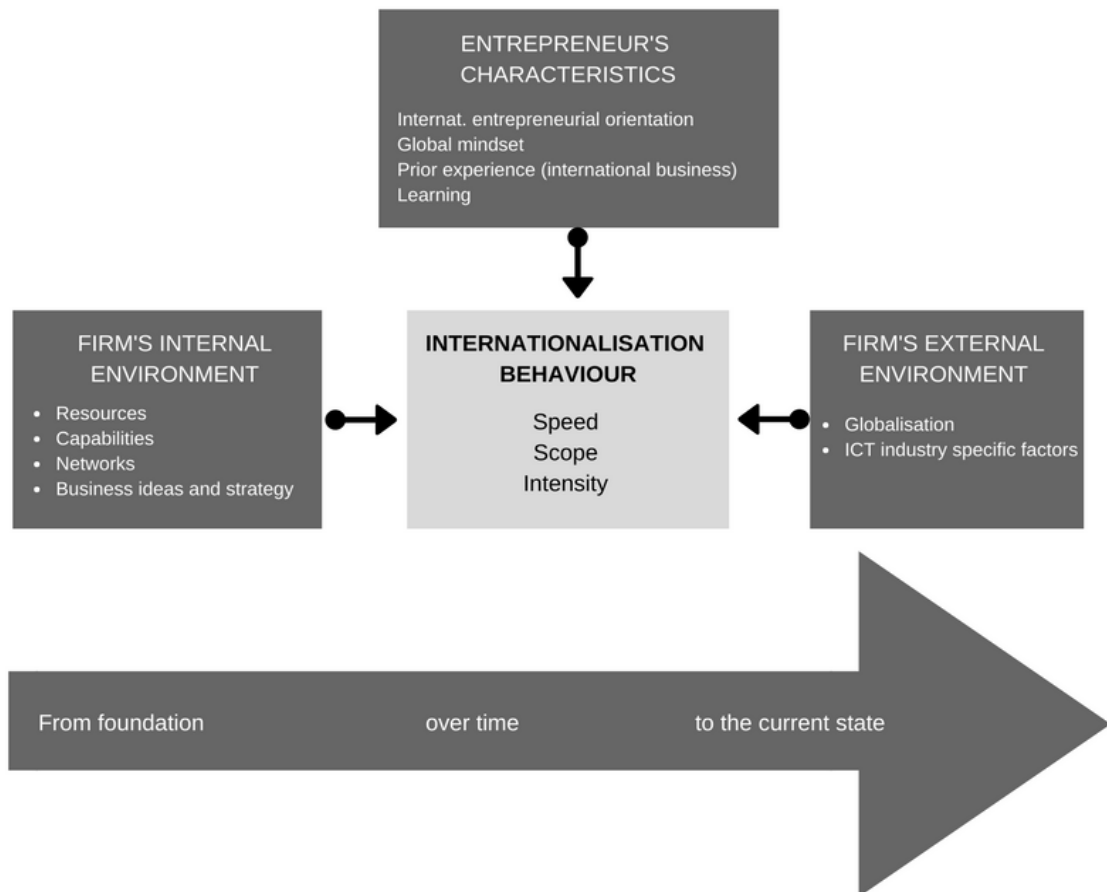 ENTREPRENEUR'S
CHARACTERISTICS
Internat. entrepreneurial orientation
Global mindset
Prior experience (international business)
Learning
FIRM'S INTERNAL
ENVIRONMENT
• Resources
• Capabilities
• Networks
• Business ideas and strategy
INTERNATIONALISATION
BEHAVIOUR
Speed
Scope
Intensity
FIRM'S EXTERNAL
ENVIRONMENT
• Globalisation
• ICT industry specific factors
From foundation over time to the current state